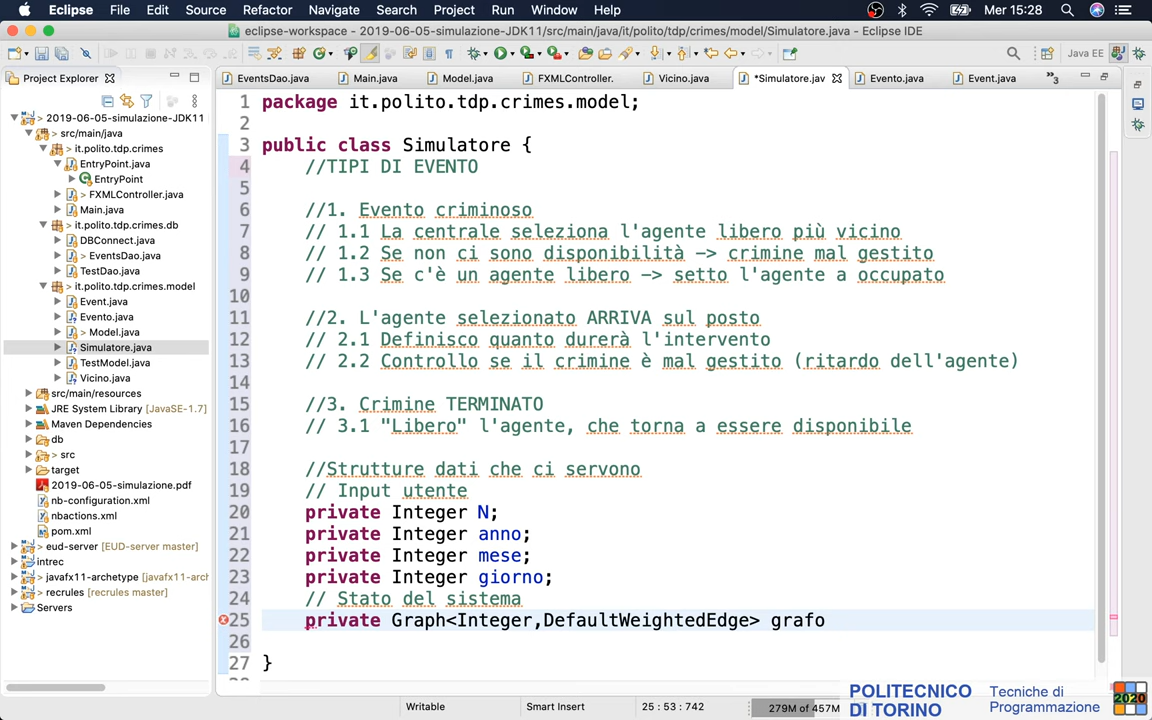 Eclipse File Edit Source Refactor Navigate Search Project Run Window Help Mer 15:28
eclipse-workspace - 2019-06-05-simulazione-JDK11/src/main/java/it/polito/tdp/crimes/model/Simulatore.java - Eclipse IDE
Java EE
Project Explorer
EventsDao.java Main.java Model.java FXMLController. Vicino.java *Simulatore.jav Evento.java Event.java »3
> 2019-06-05-simulazione-JDK11
> src/main/java
> it.polito.tdp.crimes
EntryPoint.java
EntryPoint
> FXMLController.java
Main.java
> it.polito.tdp.crimes.db
DBConnect.java
> EventsDao.java
TestDao.java
> it.polito.tdp.crimes.model
Event.java
Evento.java
> Model.java
Simulatore.java
TestModel.java
Vicino.java
src/main/resources
JRE System Library [JavaSE-1.7]
Maven Dependencies
db
> src
target
2019-06-05-simulazione.pdf
nb-configuration.xml
nbactions.xml
pom.xml
> eud-server [EUD-server master]
intrec
> javafx11-archetype [javafx11-arch
> recrules [recrules master]
Servers
1 package it.polito.tdp.crimes.model;
2
3 public class Simulatore {
4 //TIPI DI EVENTO
5
6 //1. Evento criminoso
7 // 1.1 La centrale seleziona l'agente libero più vicino
8 // 1.2 Se non ci sono disponibilità -> crimine mal gestito
9 // 1.3 Se c'è un agente libero -> setto l'agente a occupato
10
11 //2. L'agente selezionato ARRIVA sul posto
12 // 2.1 Definisco quanto durerà l'intervento
13 // 2.2 Controllo se il crimine è mal gestito (ritardo dell'agente)
14
15 //3. Crimine TERMINATO
16 // 3.1 "Libero" l'agente, che torna a essere disponibile
17
18 //Strutture dati che ci servono
19 // Input utente
20 private Integer N;
21 private Integer anno;
22 private Integer mese;
23 private Integer giorno;
24 // Stato del sistema
25 private Graph<Integer,DefaultWeightedEdge> grafo
26
27 }
Writable Smart Insert 25 : 53 : 742 279M of 457M
POLITECNICO
DI TORINO
Tecniche di
Programmazione
2020